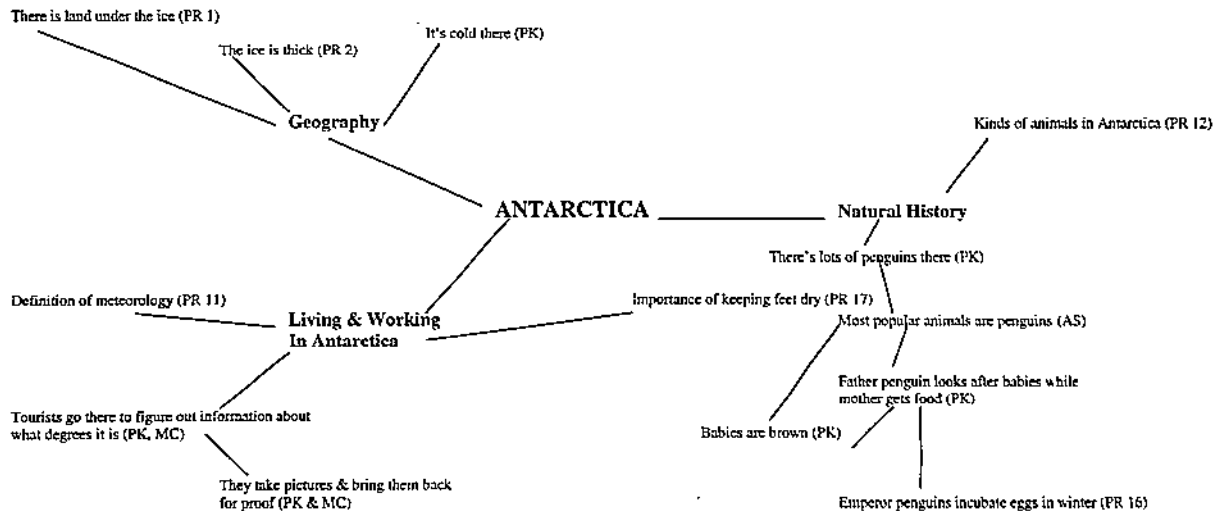 There is land under the ice (PR 1)
The ice is thick (PR 2)
It's cold there (PK)
Geography
Kinds of animals in Antarctica (PR 12)
ANTARCTICA
Natural History
There's lots of penguins there (PK)
Definition of meteorology (PR 11)
Living & Working
In Antarctica
Importance of keeping feet dry (PR 17)
Most popular animals are penguins (AS)
Father penguin looks after babies while
mother gets food (PK)
Tourists go there to figure out information about
what degrees it is (PK, MC)
Babies are brown (PK)
They take pictures & bring them back
for proof (PK & MC)
Emperor penguins incubate eggs in winter (PR 16)